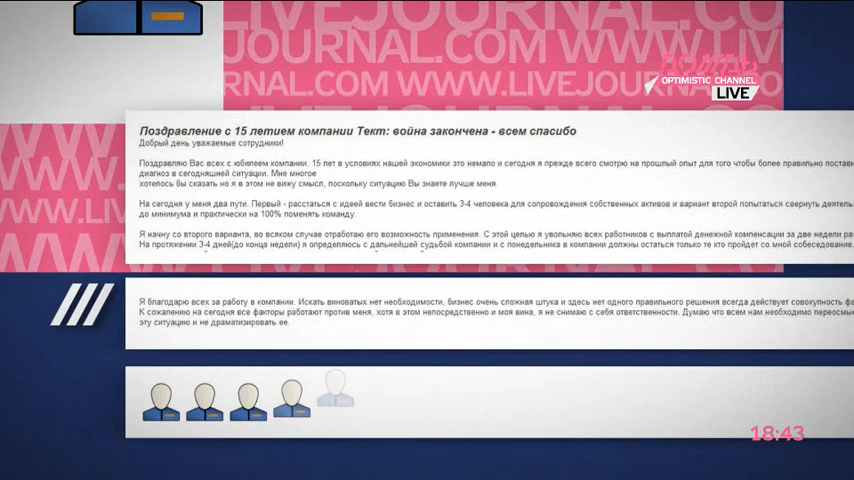 LIVEJOURNAL.COM
JOURNAL.COM WWW.LIV
RNAL.COM WWW.LIVEJOURNAL
ДОЖДЬ
OPTIMISTIC CHANNEL
LIVE
Поздравление с 15 летием компании Тект: война закончена - всем спасибо
Добрый день уважаемые сотрудники!
Поздравляю Вас всех с юбилеем компании. 15 лет в условиях нашей экономики это немало и сегодня я прежде всего смотрю на прошлый опыт для того чтобы более правильно
диагноз в сегодняшней ситуации. Мне многое
хотелось бы сказать но я в этом не вижу смысл, поскольку ситуацию Вы знаете лучше меня.
На сегодня у меня два пути. Первый - расстаться с идеей вести бизнес и оставить 3-4 человека для сопровождения собственных активов и вариант второй попытаться свернуть
до минимума и практически на 100% поменять команду.
Я начну со второго варианта, во всяком случае отработаю его возможность применения. С этой целью я увольняю всех работников с выплатой денежной компенсации за две недели
На протяжении 3-4 дней(до конца недели) я определяюсь с дальнейшей судьбой компании и с понедельника в компании должны остаться только те кто пройдет со мной собеседование.
Я благодарю всех за работу в компании. Искать виноватых нет необходимости, бизнес очень сложная штука и здесь нет одного правильного решения всегда действует совокупность
К сожалению на сегодня все факторы работают против меня, хотя в этом непосредственно и моя вина, я не снимаю с себя ответственности. Думаю что всем нам необходимо
эту ситуацию и не драматизировать ее.
18:43